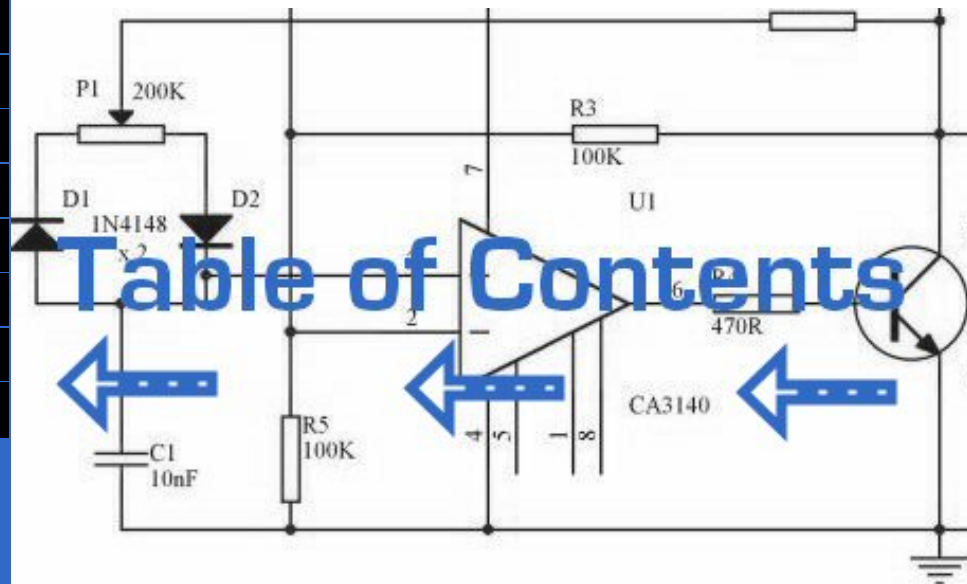 P1 200K
R3
100K
7
U1
D1
D2
1N4148
x 2
Table of Contents
6
2
470R
CA3140
R5
100K
4
5
1
8
C1
10nF